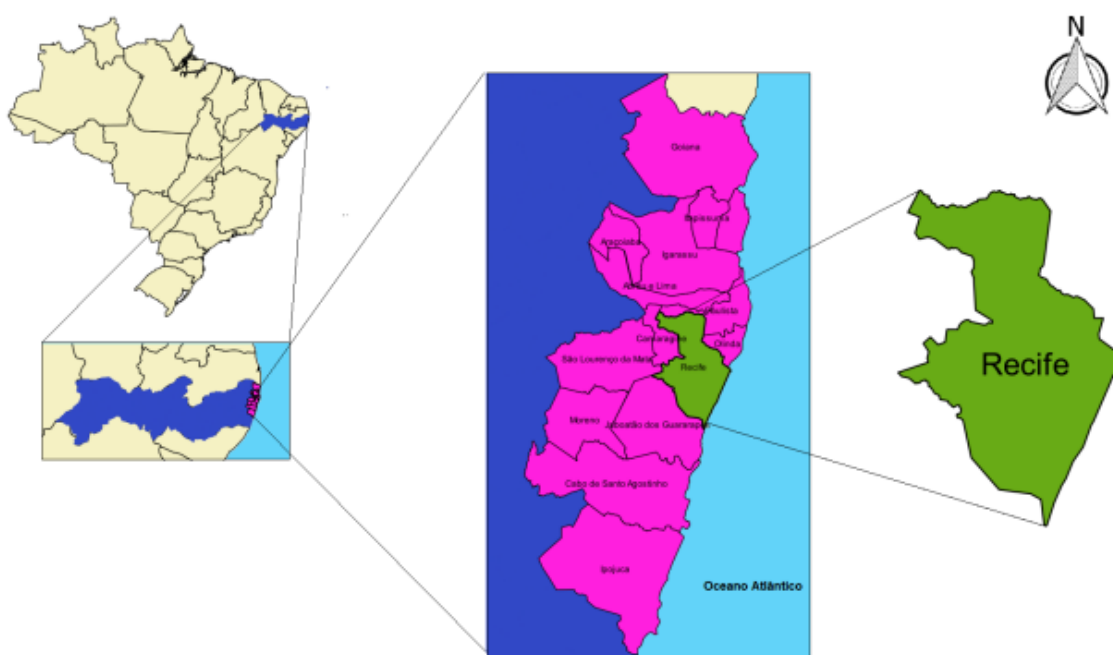 N
Goiana
Itapissuma
Araçoiaba
Igarassu
Abreu e Lima
Paulista
Camaragibe
Olinda
São Lourenço da Mata
Recife
Recife
Moreno
Jaboatão dos Guararapes
Cabo de Santo Agostinho
Ipojuca
Oceano Atlântico